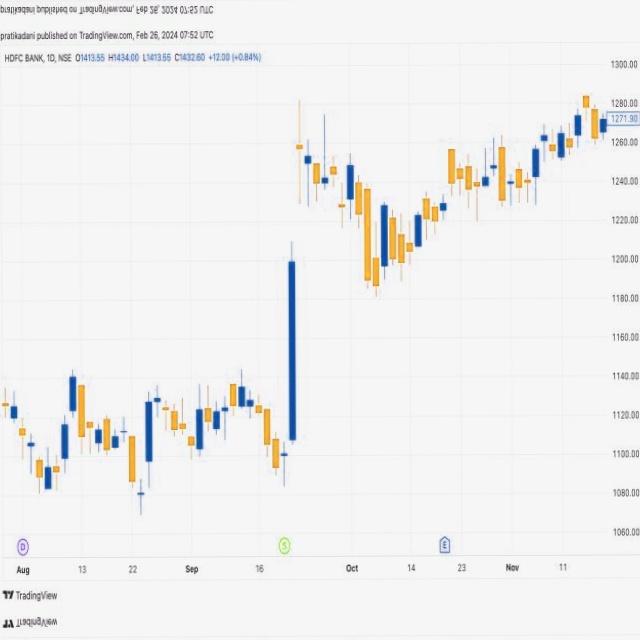 pratikadani published on TradingView.com, Feb 26, 2024 07:52 UTC
pratikadani published on TradingView.com, Feb 26, 2024 07:52 UTC
HDFC BANK, 1D, NSE O1413.55 H1434.00 L1413.55 C1432.60 +12.00 (+0.84%)
1300.00
1280.00
1271.90
1260.00
1240.00
1220.00
1200.00
1180.00
1160.00
1140.00
1120.00
1100.00
1080.00
1060.00
D S E
Aug 13 22 Sep 16 Oct 14 23 Nov 11
TradingView
TradingView